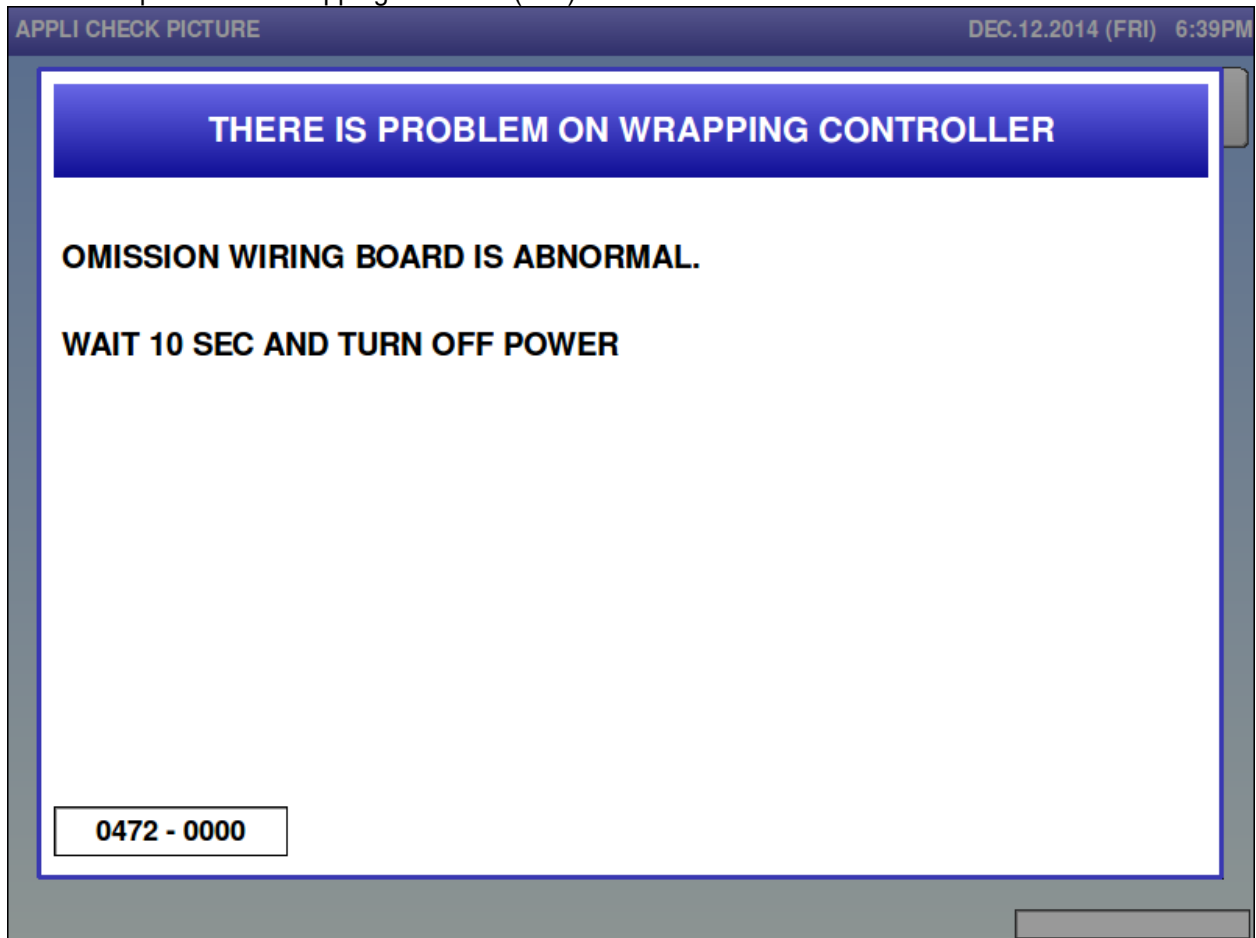 APPLI CHECK PICTURE DEC.12.2014 (FRI) 6:39PM
THERE IS PROBLEM ON WRAPPING CONTROLLER
OMISSION WIRING BOARD IS ABNORMAL.
WAIT 10 SEC AND TURN OFF POWER
0472 - 0000